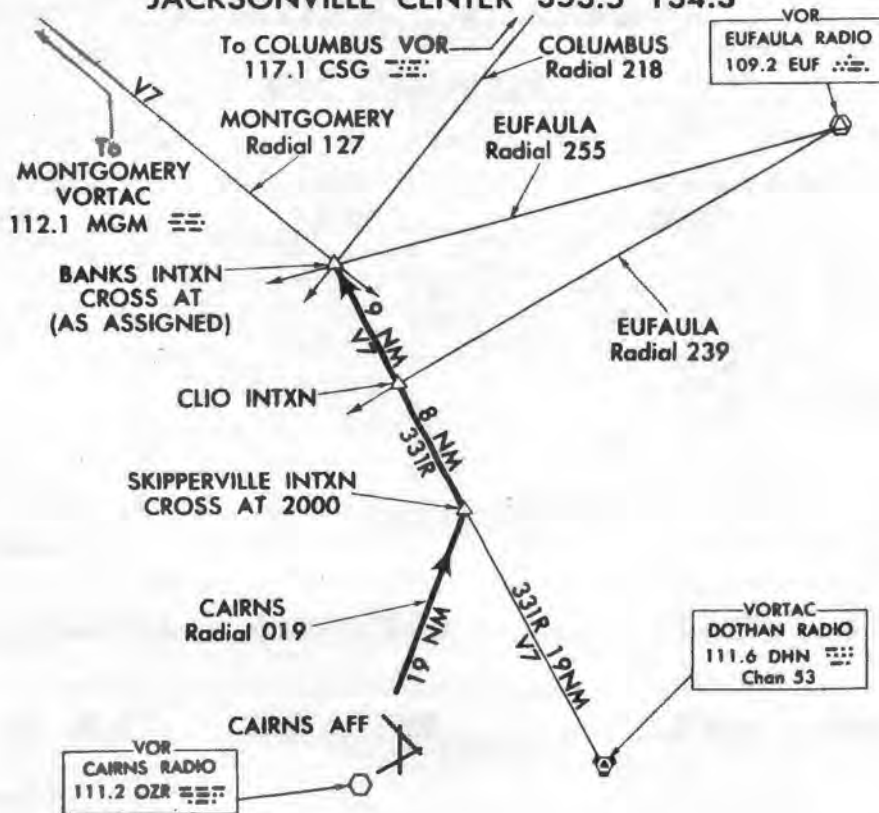 JACKSONVILLE CENTER
To COLUMBUS VOR
117.1 CSG
COLUMBUS
Radial 218
VOR
EUFAULA RADIO
109.2 EUF
V7
MONTGOMERY
Radial 127
EUFAULA
Radial 255
To
MONTGOMERY
VORTAC
112.1 MGM
BANKS INTXN
CROSS AT
(AS ASSIGNED)
9 NM
V7
EUFAULA
Radial 239
CLIO INTXN
8 NM
331R
SKIPPERVILLE INTXN
CROSS AT 2000
CAIRNS
Radial 019
19 NM
331R 19NM
V7
VORTAC
DOTHAN RADIO
111.6 DHN
Chan 53
CAIRNS AFF
VOR
CAIRNS RADIO
111.2 OZR